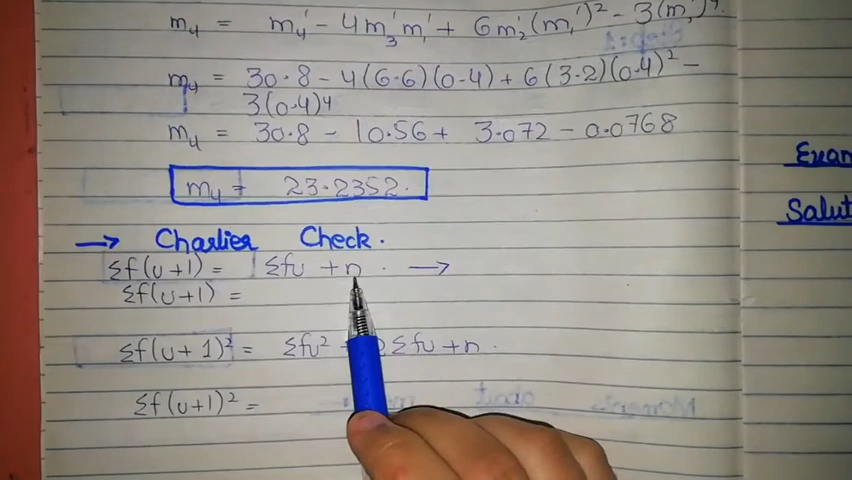 m₄ = m₄' - 4m₃'m₁' + 6m₂'(m₁')² - 3(m₁')⁴.
m₄ = 30.8 - 4(6.6)(0.4) + 6(3.2)(0.4)² -
3(0.4)⁴
m₄ = 30.8 - 10.56 + 3.072 - 0.0768
m₄ = 23.2352.
→ Charlier Check.
Σf(u+1) = Σfu + n. →
Σf(u+1) =
Σf(u+1)² = Σfu² + 2Σfu + n.
Σf(u+1)² =